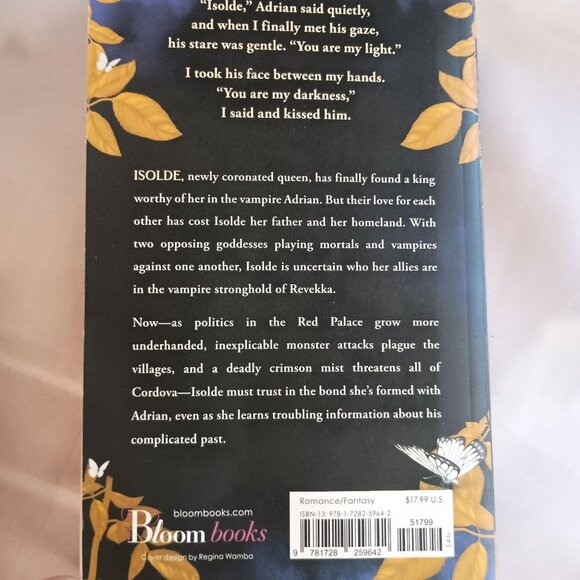 “Isolde,” Adrian said quietly,
and when I finally met his gaze,
his stare was gentle. “You are my light.”
I took his face between my hands.
“You are my darkness,”
I said and kissed him.
ISOLDE, newly coronated queen, has finally found a king
worthy of her in the vampire Adrian. But their love for each
other has cost Isolde her father and her homeland. With
two opposing goddesses playing mortals and vampires
against one another, Isolde is uncertain who her allies are
in the vampire stronghold of Revekka.
Now—as politics in the Red Palace grow more
underhanded, inexplicable monster attacks plague the
villages, and a deadly crimson mist threatens all of
Cordova—Isolde must trust in the bond she’s formed with
Adrian, even as she learns troubling information about his
complicated past.
bloombooks.com
Bloom books
Cover design by Regina Wamba
Romance/Fantasy
$17.99 U.S.
ISBN-13: 978-1-7282-5964-2
51799
9 781728 259642
EAN